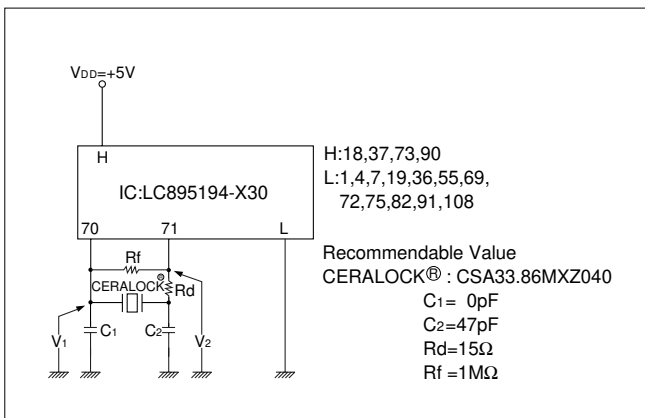 VDD=+5V
H
IC:LC895194-X30
70 71 L
H:18,37,73,90
L:1,4,7,19,36,55,69,
72,75,82,91,108
Rf
CERALOCK®
Rd
V1
C1
C2
V2
Recommendable Value
CERALOCK® : CSA33.86MXZ040
C1= 0pF
C2=47pF
Rd=15Ω
Rf =1MΩ